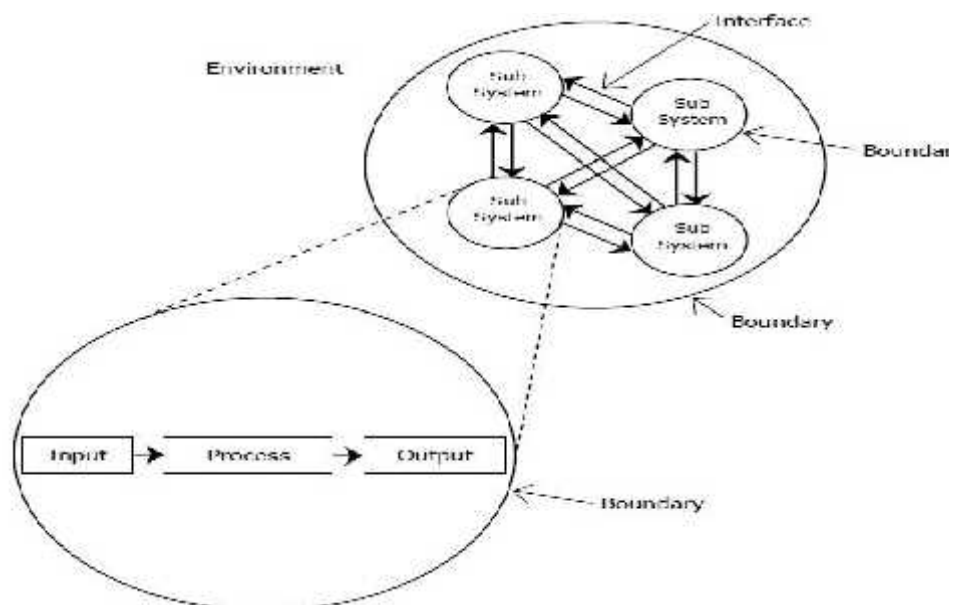 Interface
Environment
Sub
System
Sub
System
Boundar
Sub
System
Sub
System
Boundary
Input
Process
Output
Boundary